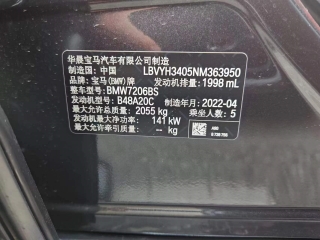 华晨宝马汽车有限公司制造
制造国：中国 LBVYH3405NM363950
品牌：宝马(BMW) 发动机排量：1998 mL
整车型号：BMW7206BS
发动机型号：B48A20C 制造年月：2022-04
最大允许总质量：2055 kg 乘坐人数：5
发动机最大净功率：141 kW
最大允许牵引质量：-- kg